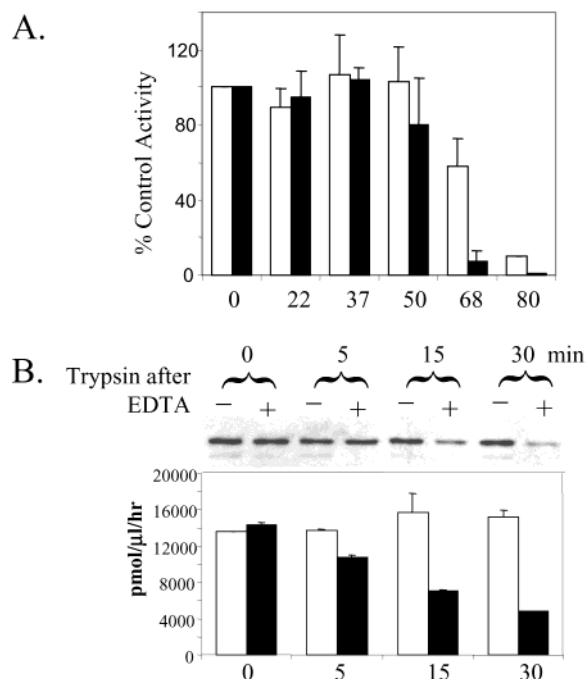 A.
120
80
40
0
% Control Activity
0 22 37 50 68 80
B.
0 5 15 30 min
Trypsin after
EDTA − + − + − + − +
20000
16000
12000
8000
4000
0
pmol/µl/hr
0 5 15 30